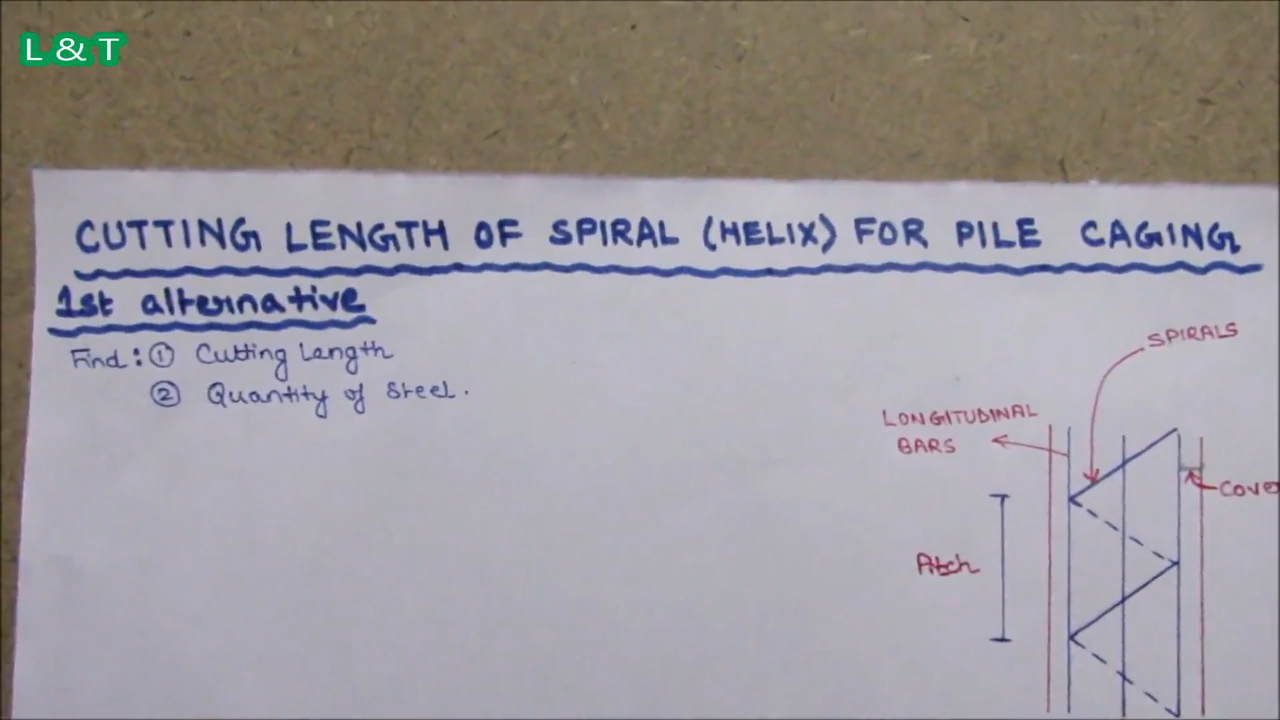 L & T
CUTTING LENGTH OF SPIRAL (HELIX) FOR PILE CAGING
1st alternative
Find: ① Cutting Length
② Quantity of Steel.
SPIRALS
LONGITUDINAL
BARS
Cove
Pitch